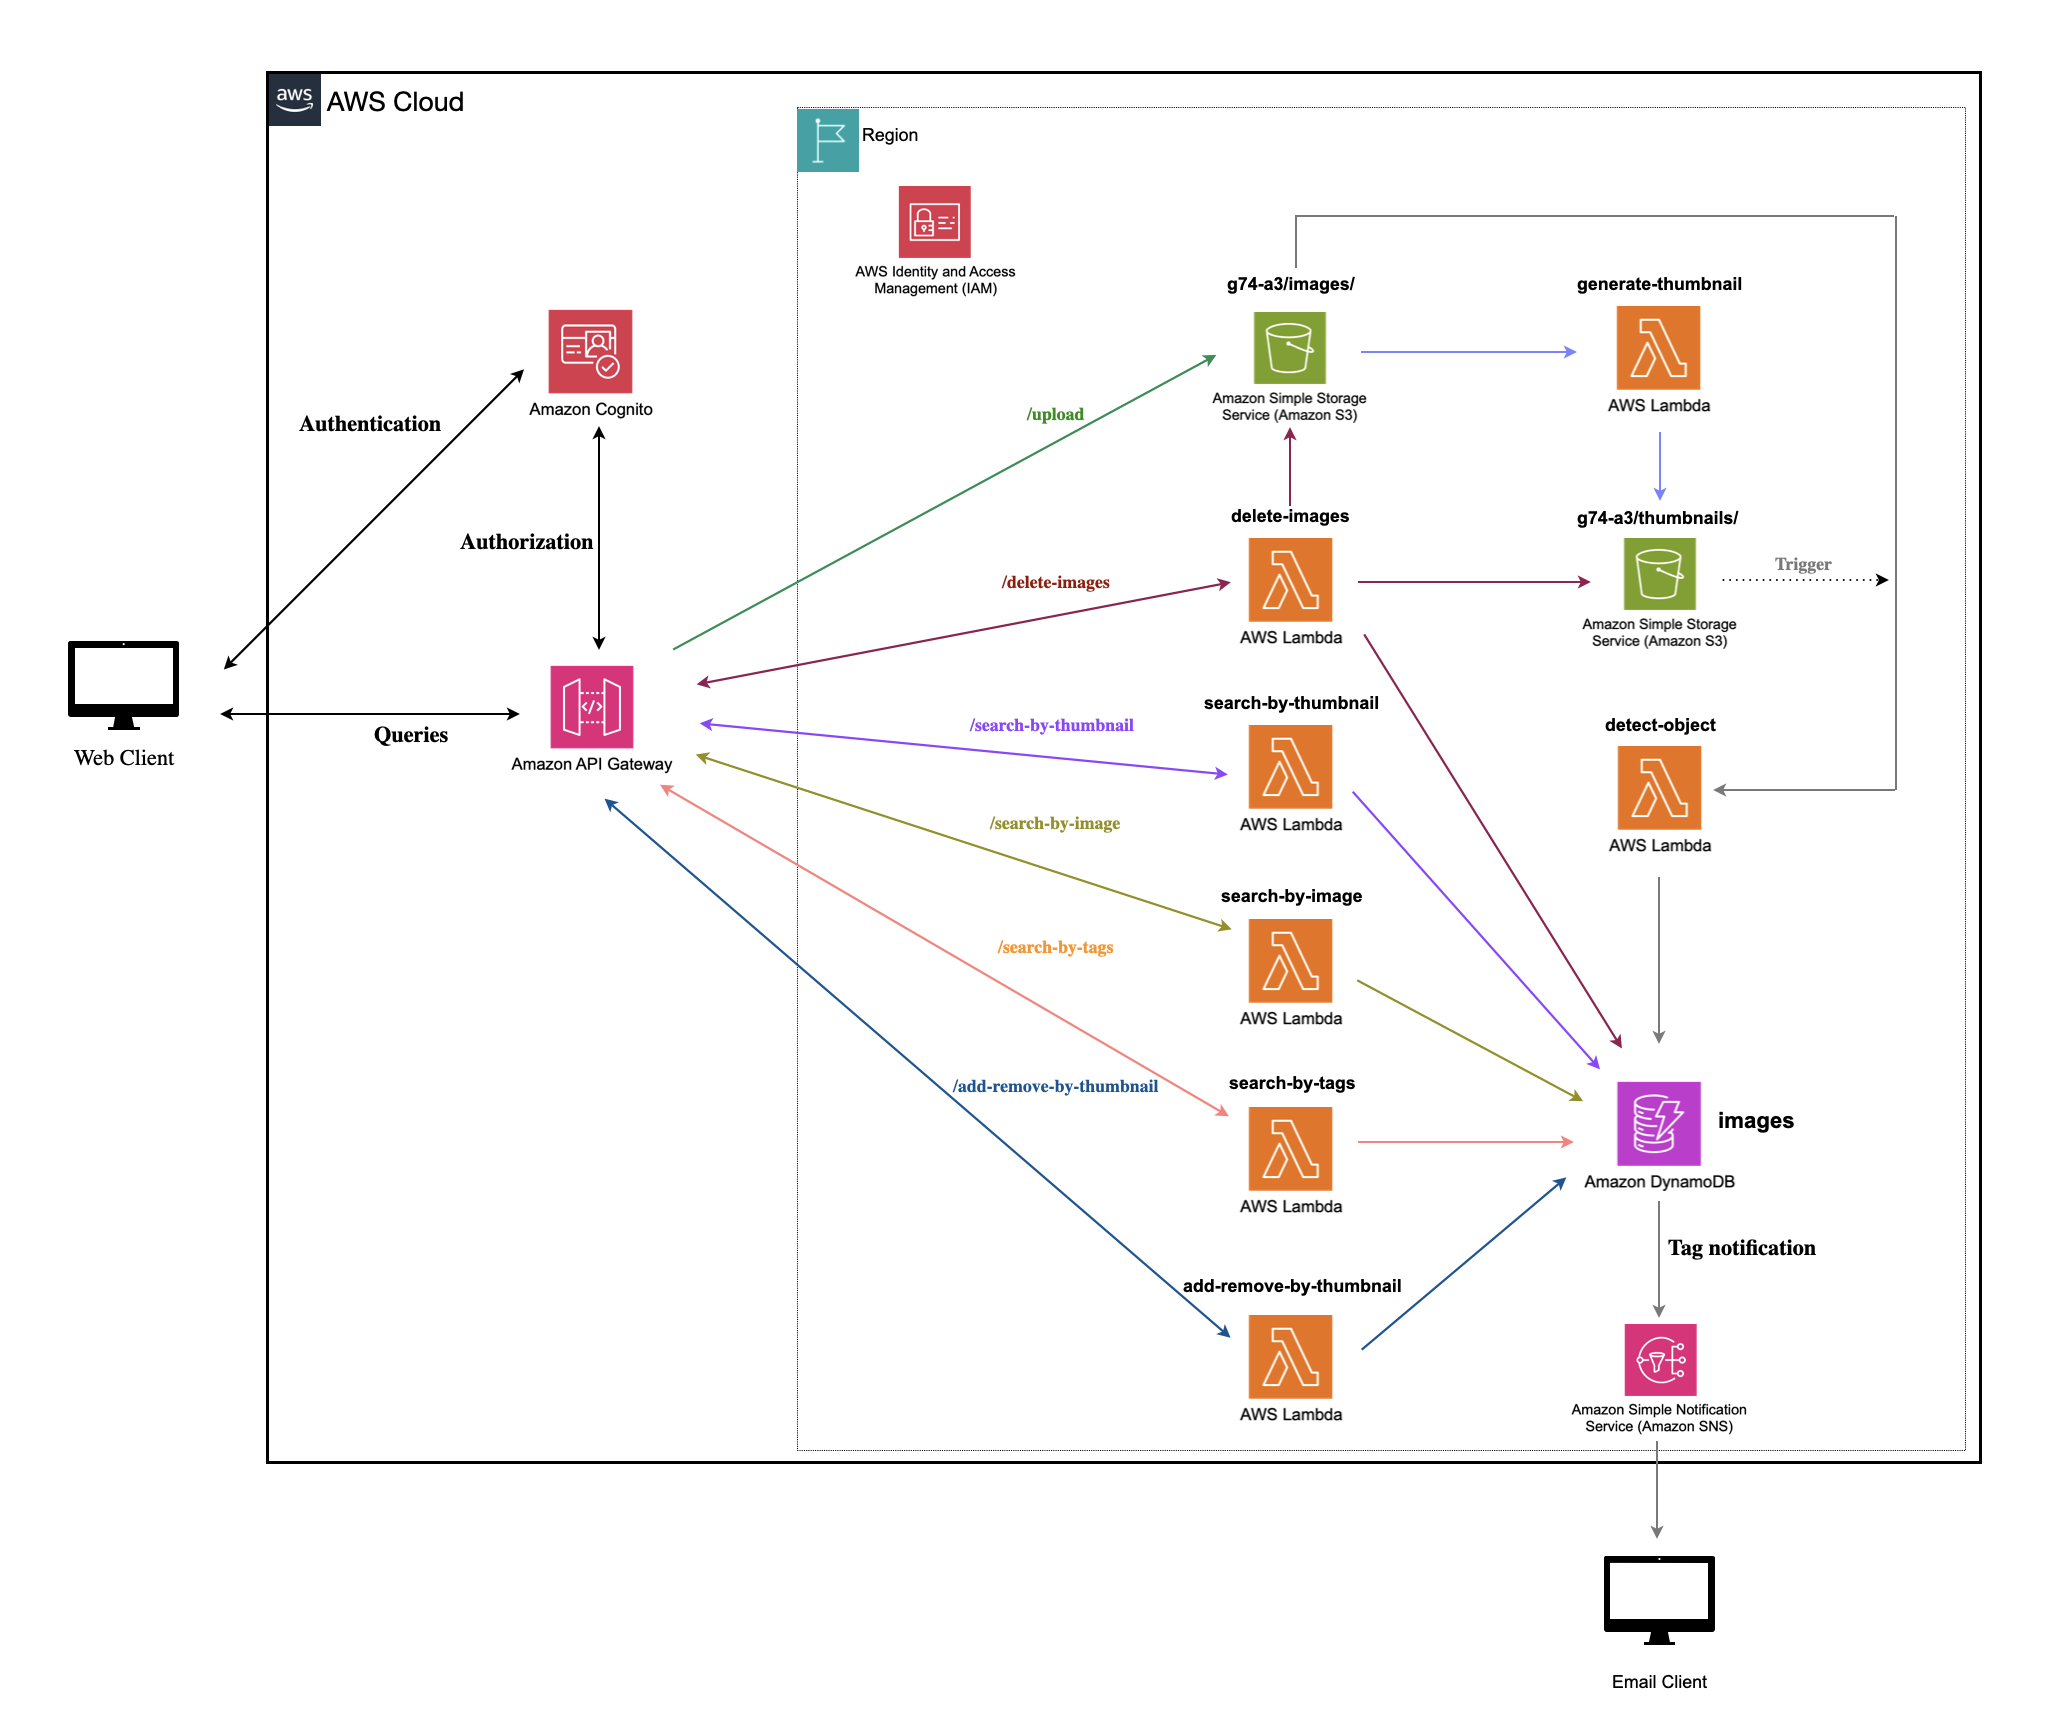 aws
AWS Cloud
Region
AWS Identity and Access
Management (IAM)
g74-a3/images/
generate-thumbnail
Amazon Simple Storage
Service (Amazon S3)
AWS Lambda
Amazon Cognito
Authentication
/upload
Authorization
delete-images
g74-a3/thumbnails/
/delete-images
AWS Lambda
Trigger
Amazon Simple Storage
Service (Amazon S3)
search-by-thumbnail
/search-by-thumbnail
detect-object
Queries
Web Client
</>
Amazon API Gateway
AWS Lambda
/search-by-image
AWS Lambda
search-by-image
/search-by-tags
AWS Lambda
/add-remove-by-thumbnail
search-by-tags
images
AWS Lambda
Amazon DynamoDB
Tag notification
add-remove-by-thumbnail
AWS Lambda
Amazon Simple Notification
Service (Amazon SNS)
Email Client